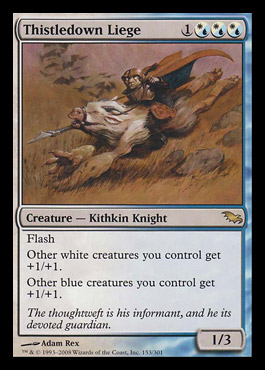 Thistledown Liege 1
Creature — Kithkin Knight
Flash
Other white creatures you control get
+1/+1.
Other blue creatures you control get
+1/+1.
The thoughtweft is his informant, and he its
devoted guardian.
Adam Rex
™ & © 1993–2008 Wizards of the Coast, Inc. 153/301
1/3